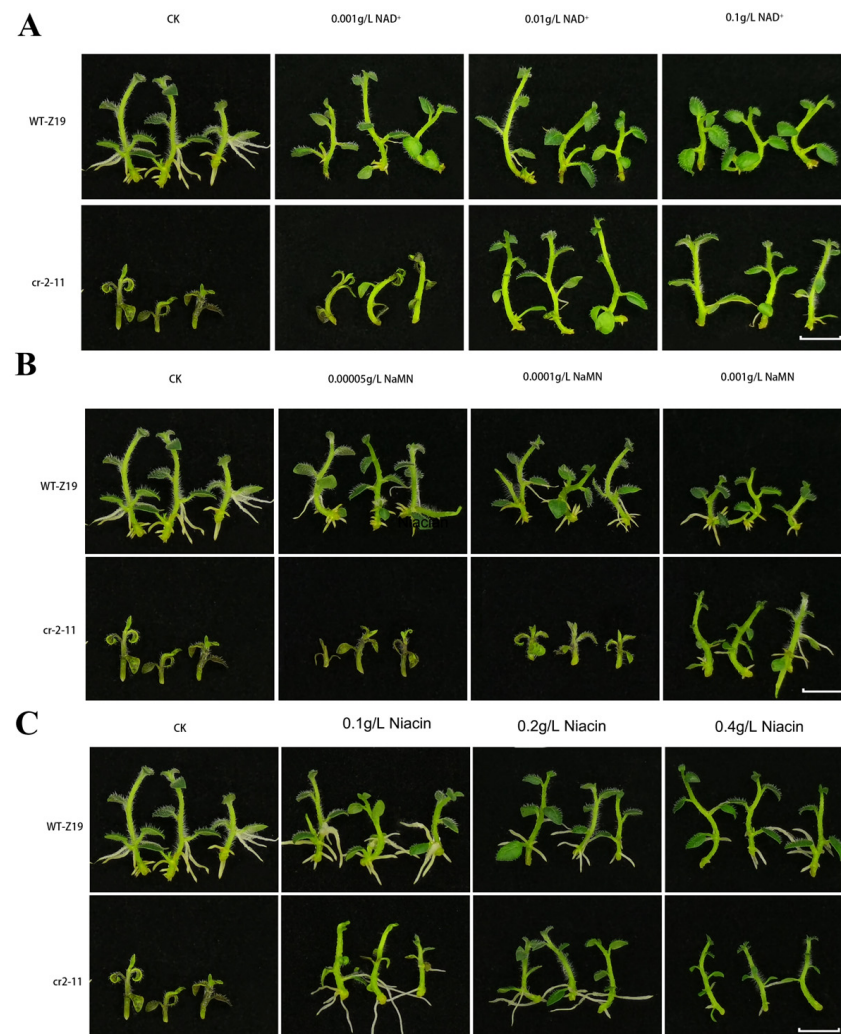 A
CK 0.001g/L NAD⁺ 0.01g/L NAD⁺ 0.1g/L NAD⁺
WT-Z19
cr-2-11
B
CK 0.00005g/L NaMN 0.0001g/L NaMN 0.001g/L NaMN
WT-Z19
cr-2-11
C
CK 0.1g/L Niacin 0.2g/L Niacin 0.4g/L Niacin
WT-Z19
cr2-11